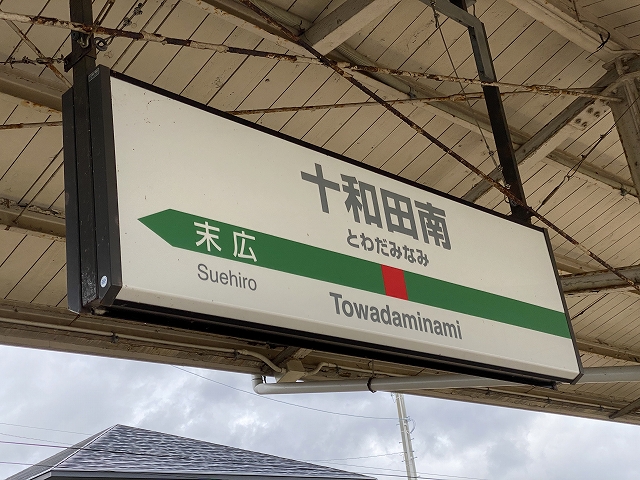 十和田南
とわだみなみ
末広
Suehiro
Towadaminami